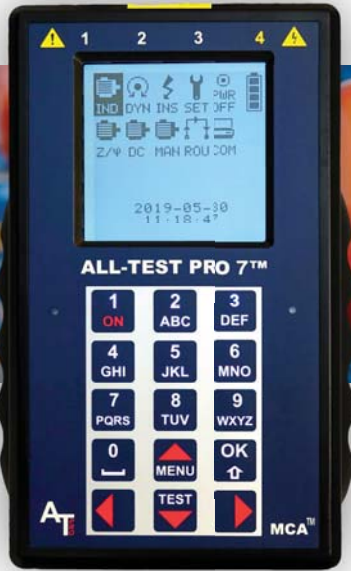 1 2 3 4
IND DYN INS SET PWR OFF
Z/φ DC MAN ROU COM
2019-05-30
11:18:47
ALL-TEST PRO 7™
1 2 3
ON ABC DEF
4 5 6
GHI JKL MNO
7 8 9
PQRS TUV WXYZ
0 MENU OK
TEST
AT MCA™